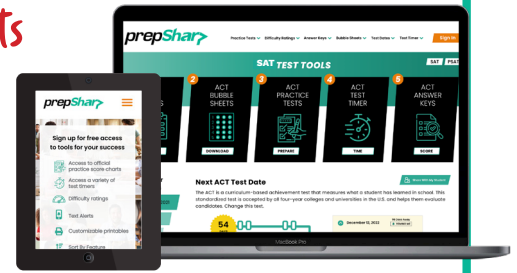 ts
prepSharp
Practice Tests
Difficulty Ratings
Answer Keys
Bubble Sheets
Test Dates
Test Timer
Sign In
SAT TEST TOOLS
SAT
PSAT
2
ACT
BUBBLE
SHEETS
DOWNLOAD
3
ACT
PRACTICE
TESTS
PREPARE
4
ACT
TEST
TIMER
TIME
5
ACT
ANSWER
KEYS
SCORE
Next ACT Test Date
The ACT is a curriculum-based achievement test that measures what a student has learned in school. This
standardized test is accepted by all four-year colleges and universities in the U.S. and helps them evaluate
candidates. Change this text.
54
December 12, 2022
MacBook Pro
prepSharp
Sign up for free access
to tools for your success
Access to official
practice score charts
Access a variety of
test timers
Difficulty ratings
Test Alerts
Customizable printables
Sort By Feature